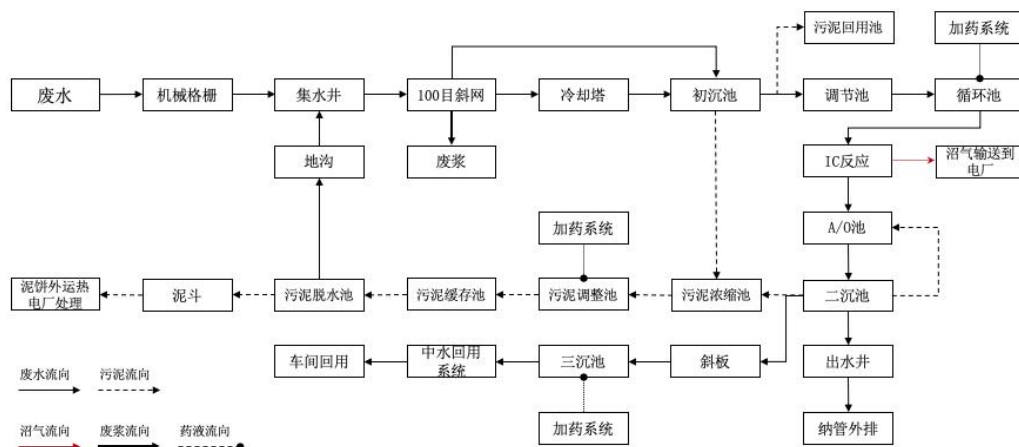 污泥回用池
加药系统
废水
机械格栅
集水井
100目斜网
冷却塔
初沉池
调节池
循环池
地沟
废浆
IC反应
沼气输送到
电厂
加药系统
A/O池
泥饼外运热
电厂处理
泥斗
污泥脱水池
污泥缓存池
污泥调整池
污泥浓缩池
二沉池
车间回用
中水回用
系统
三沉池
斜板
出水井
废水流向
污泥流向
加药系统
纳管外排
沼气流向
废浆流向
药液流向